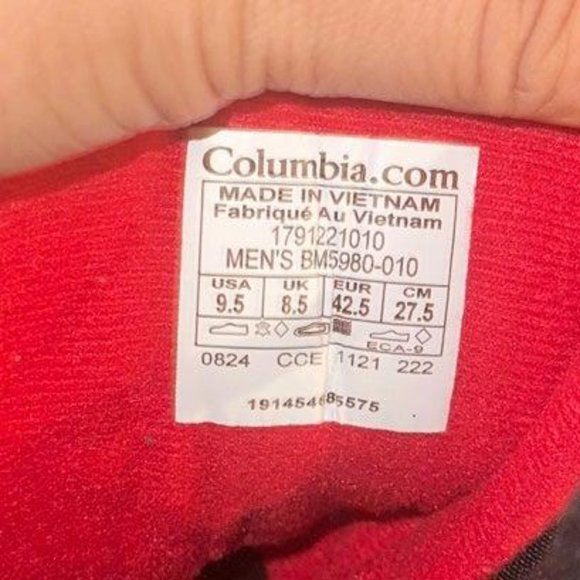 Columbia.com
MADE IN VIETNAM
Fabriqué Au Vietnam
1791221010
MEN'S BM5980-010
USA UK EUR CM
9.5 8.5 42.5 27.5
ECA-9
0824 CCE 1121 222